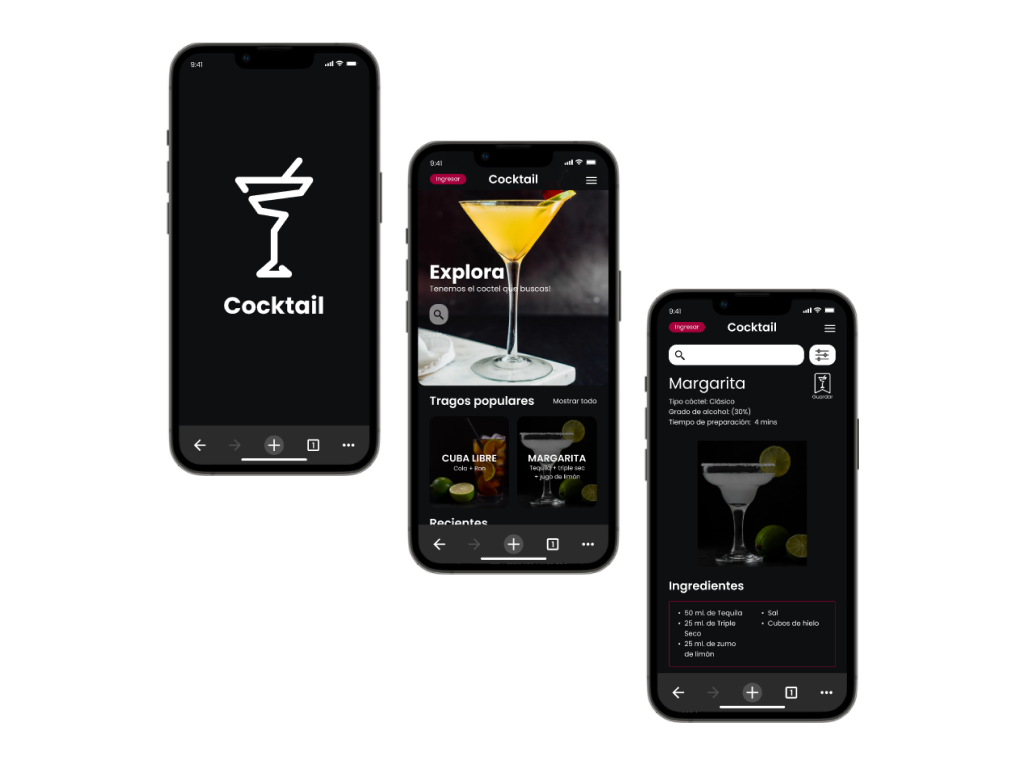 9:41
Cocktail
1
9:41
Ingresar
Cocktail
Explora
Tenemos el coctel que buscas!
Tragos populares
Mostrar todo
CUBA LIBRE
Cola + Ron
MARGARITA
Tequila + triple sec
+ jugo de limón
Recientes
1
9:41
Ingresar
Cocktail
Margarita
Guardar
Tipo cóctel: Clásico
Grado de alcohol: (30%)
Tiempo de preparación: 4 mins
Ingredientes
• 50 ml. de Tequila
• 25 ml. de Triple
Seco
• 25 ml. de zumo
de limón
• Sal
• Cubos de hielo
1